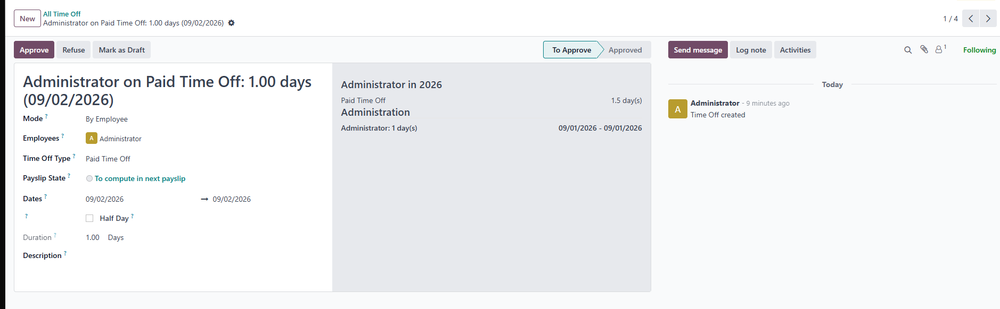 New
All Time Off
Administrator on Paid Time Off: 1.00 days (09/02/2026)
1 / 4
Approve
Refuse
Mark as Draft
To Approve
Approved
Send message
Log note
Activities
1
Following
Administrator on Paid Time Off: 1.00 days
(09/02/2026)
Mode ?
By Employee
Employees ?
A
Administrator
Time Off Type ?
Paid Time Off
Payslip State ?
To compute in next payslip
Dates ?
09/02/2026
→ 09/02/2026
?
Half Day ?
Duration ?
1.00 Days
Description ?
Administrator in 2026
Paid Time Off
1.5 day(s)
Administration
Administrator: 1 day(s)
09/01/2026 - 09/01/2026
Today
A
Administrator - 9 minutes ago
Time Off created